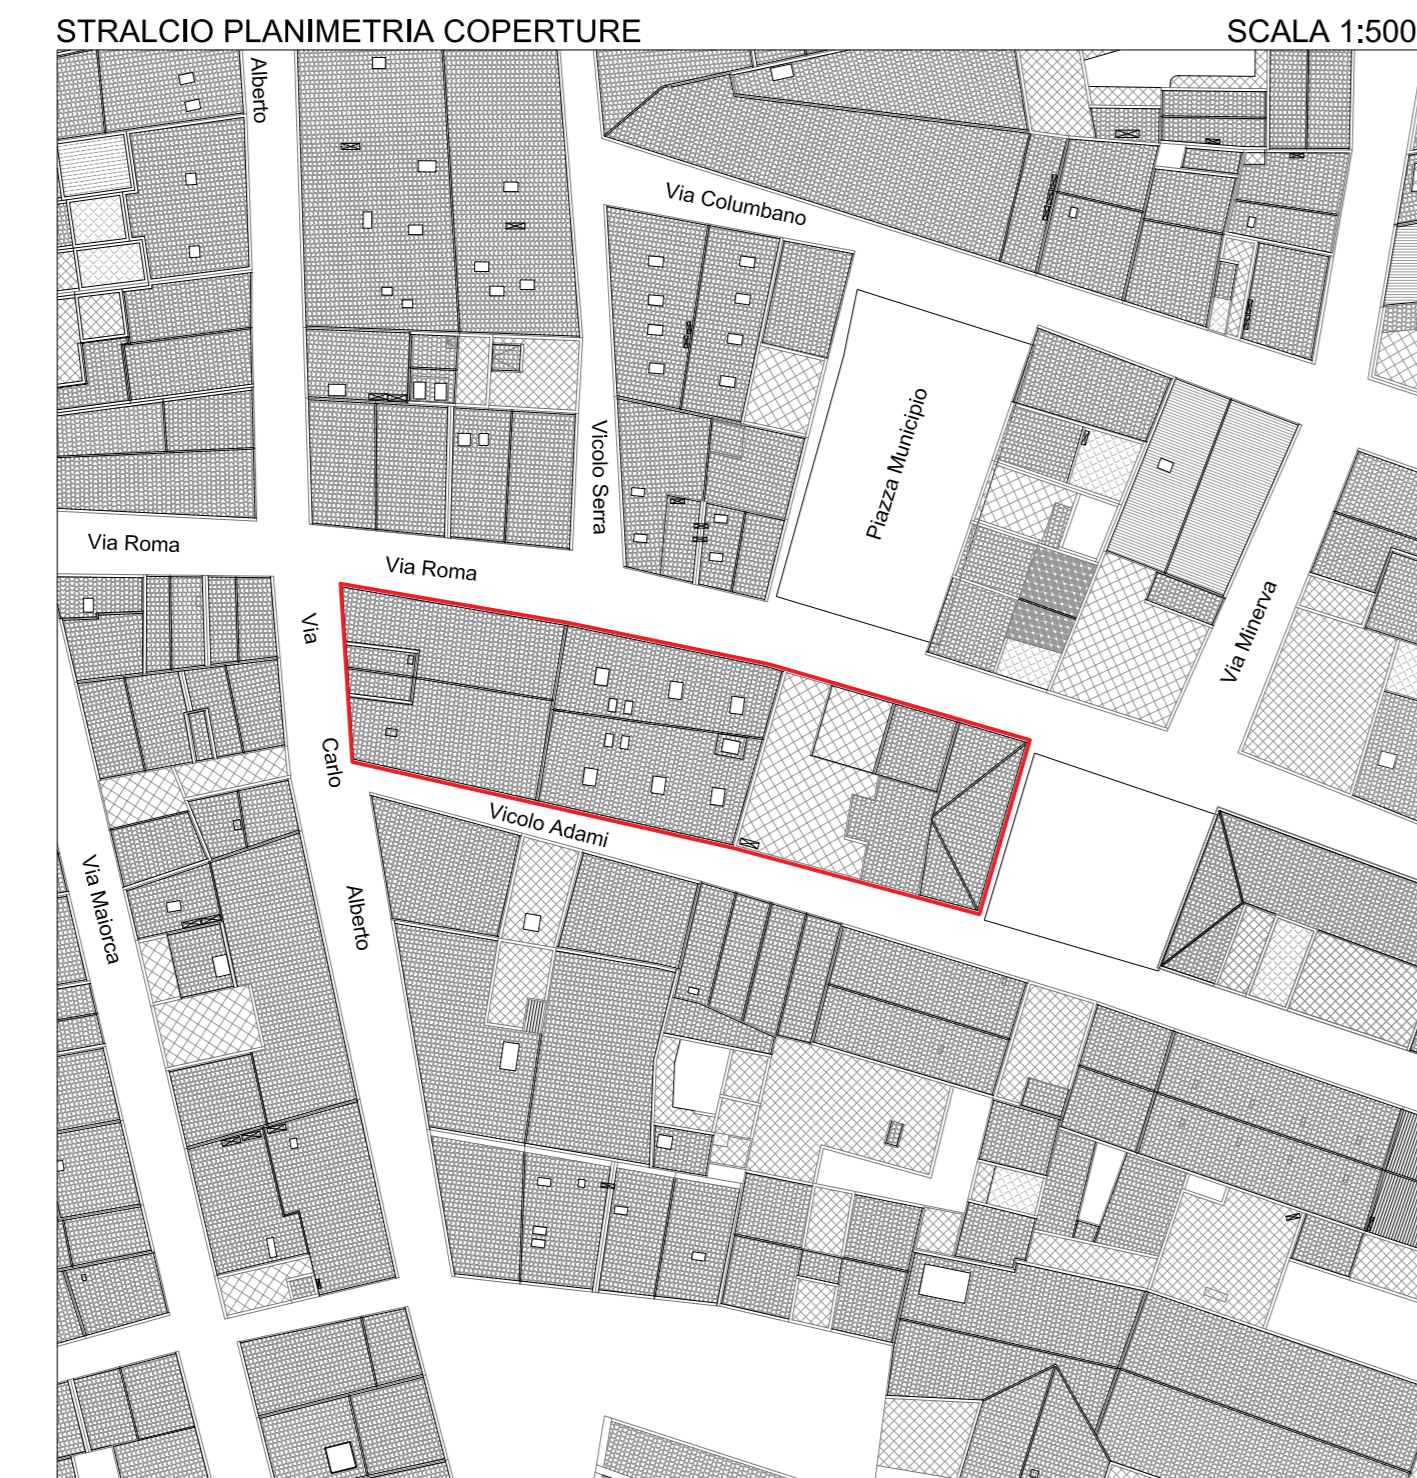 STRALCIO PLANIMETRIA COPERTURE
SCALA 1:500
Alberto
Via Columbano
Piazza Municipio
Vicolo Serra
Via Roma
Via Roma
Via Minerva
Via
Carlo
Vicolo Adami
Via Maiorca
Alberto